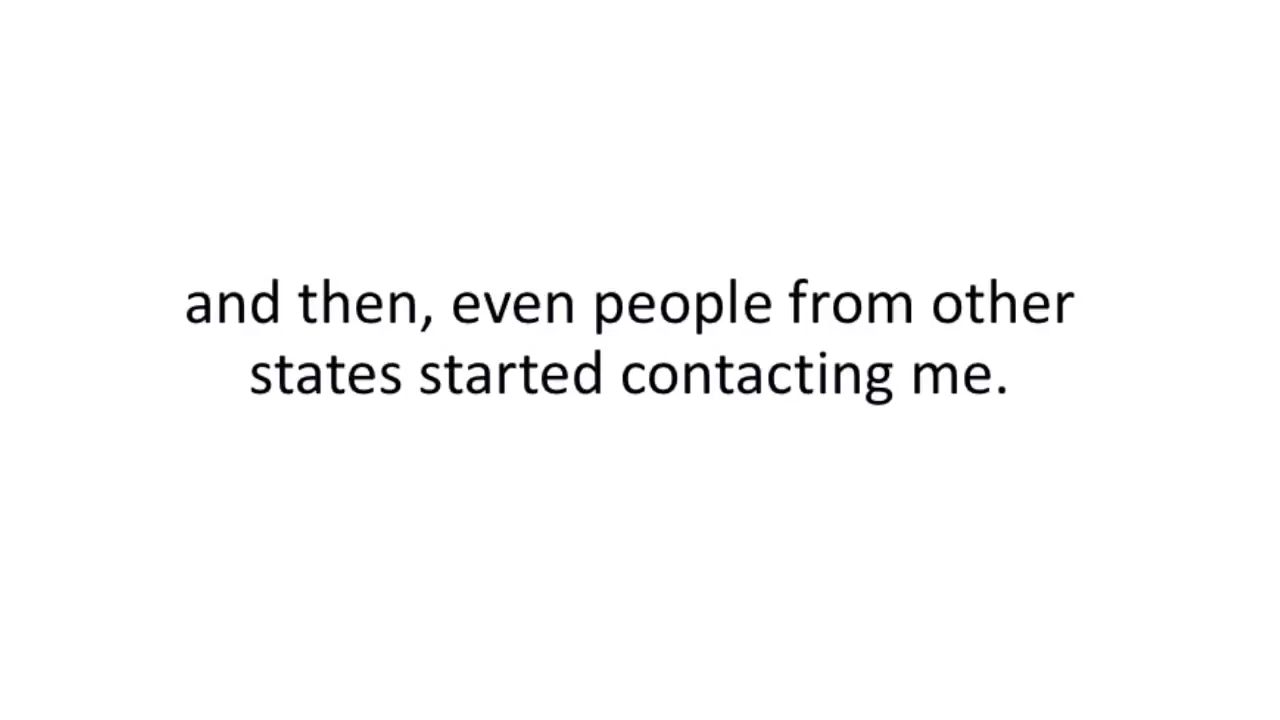 and then, even people from other
states started contacting me.